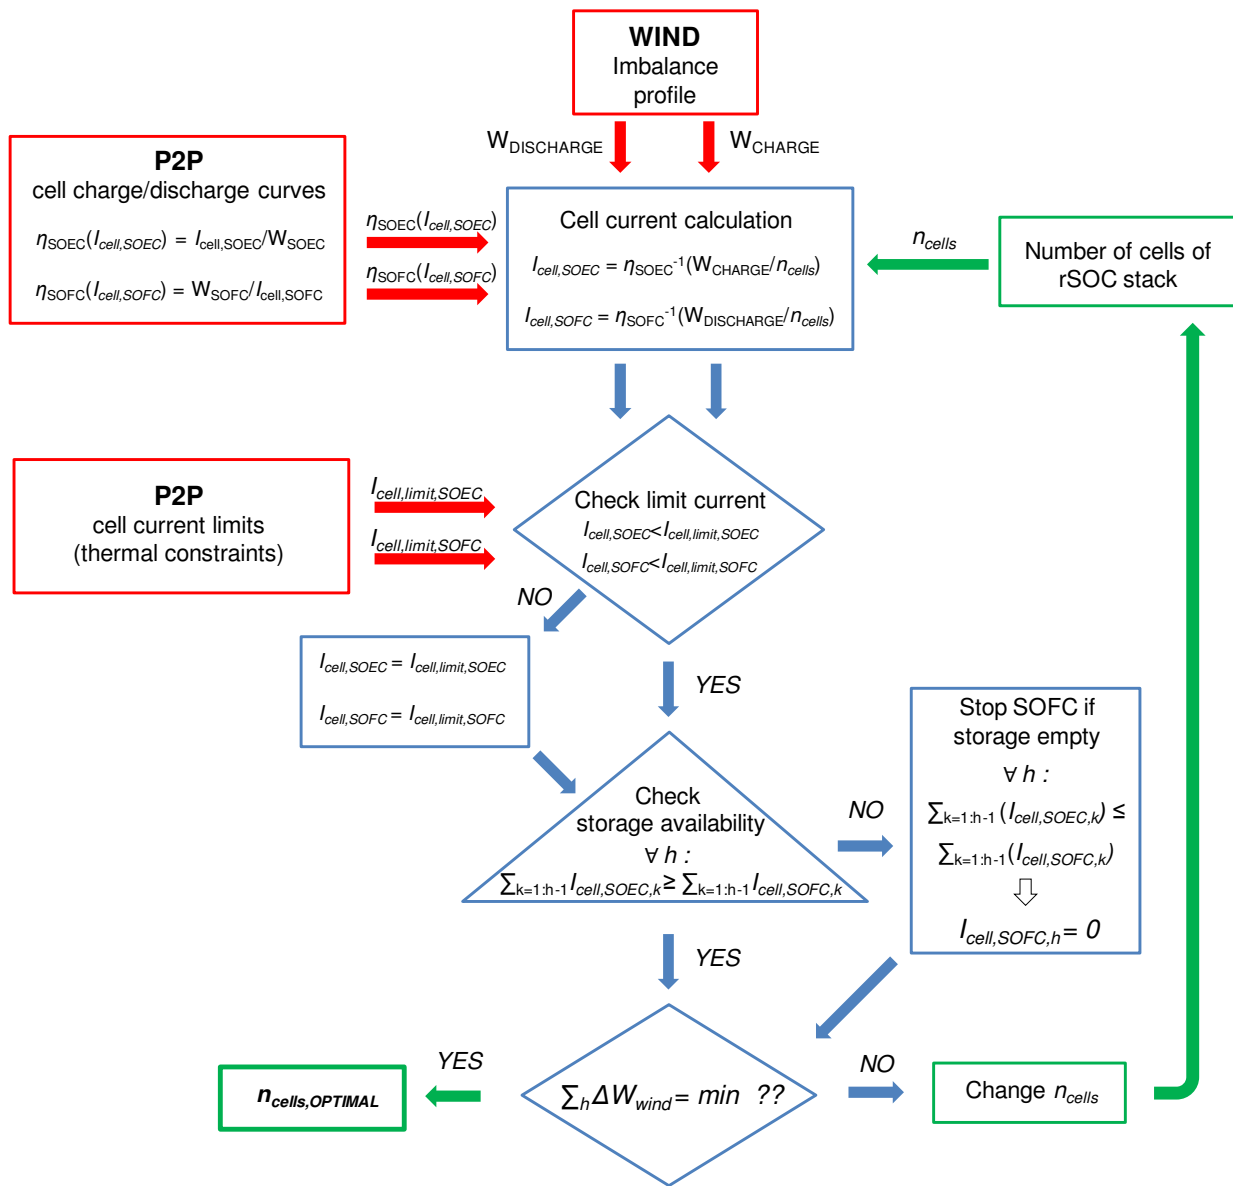 WIND
Imbalance
profile
W_DISCHARGE
W_CHARGE
P2P
cell charge/discharge curves
η_SOEC(I_cell,SOEC) = I_cell,SOEC/W_SOEC
η_SOFC(I_cell,SOFC) = W_SOFC/I_cell,SOFC
η_SOEC(I_cell,SOEC)
η_SOFC(I_cell,SOFC)
Cell current calculation
I_cell,SOEC = η_SOEC^-1(W_CHARGE/n_cells)
I_cell,SOFC = η_SOFC^-1(W_DISCHARGE/n_cells)
n_cells
Number of cells of
rSOC stack
P2P
cell current limits
(thermal constraints)
I_cell,limit,SOEC
I_cell,limit,SOFC
Check limit current
I_cell,SOEC<I_cell,limit,SOEC
I_cell,SOFC<I_cell,limit,SOFC
NO
I_cell,SOEC = I_cell,limit,SOEC
I_cell,SOFC = I_cell,limit,SOFC
YES
Check
storage availability
∀ h :
∑_k=1:h-1 I_cell,SOEC,k ≥ ∑_k=1:h-1 I_cell,SOFC,k
NO
Stop SOFC if
storage empty
∀ h :
∑_k=1:h-1 (I_cell,SOEC,k) ≤
∑_k=1:h-1(I_cell,SOFC,k)
⇩
I_cell,SOFC,h = 0
YES
∑_h ΔW_wind = min ??
YES
n_cells,OPTIMAL
NO
Change n_cells